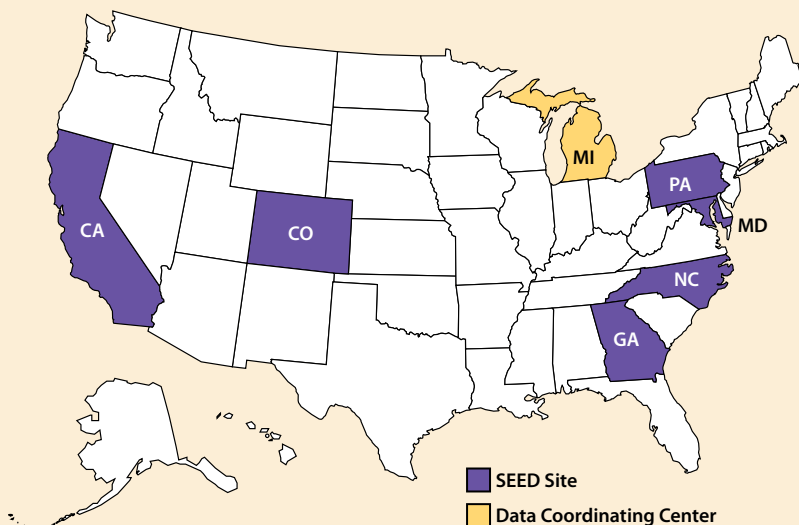 MI
PA
CA
CO
MD
NC
GA
SEED Site
Data Coordinating Center